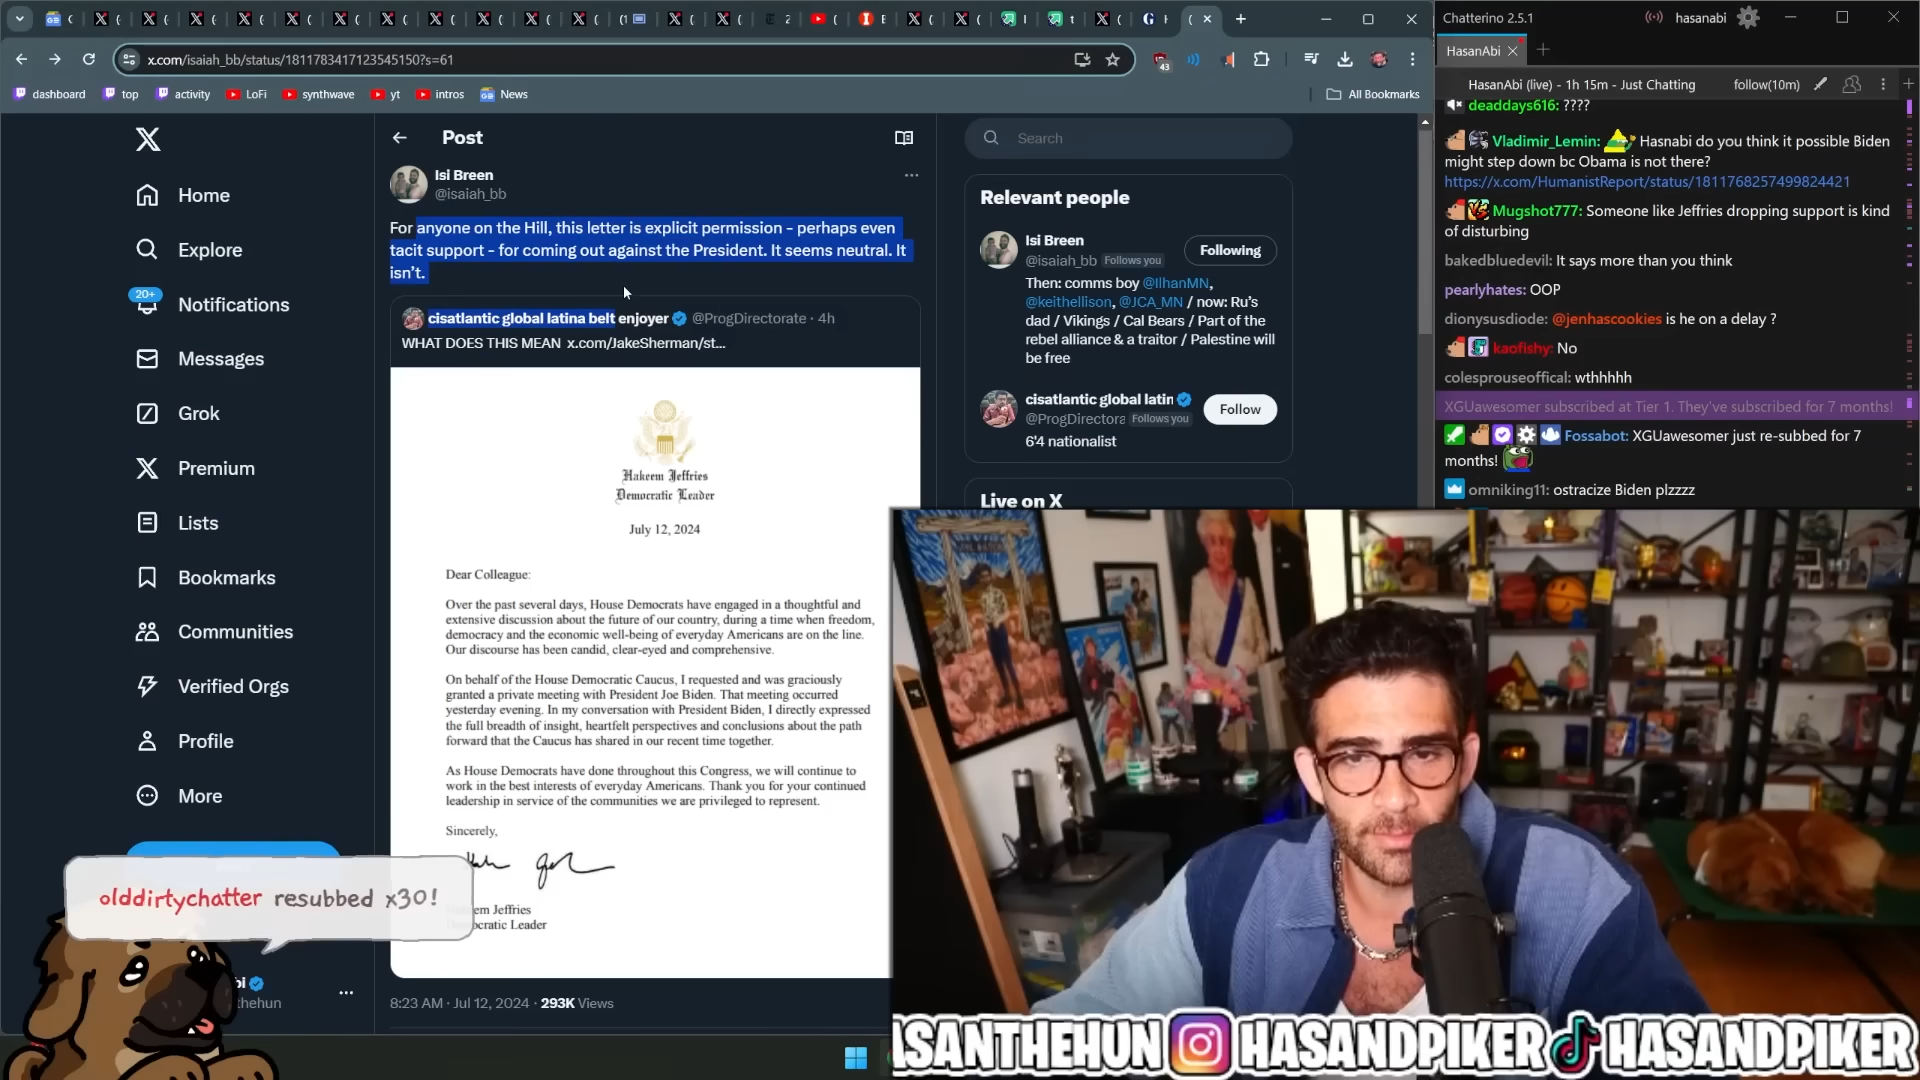 x.com/isaiah_bb/status/1811783417123545150?s=61
43
dashboard
top
activity
LoFi
synthwave
yt
intros
News
All Bookmarks
Home
Explore
20+
Notifications
Messages
Grok
Premium
Lists
Bookmarks
Communities
Verified Orgs
Profile
More
Post
Isi Breen
@isaiah_bb
For anyone on the Hill, this letter is explicit permission - perhaps even
tacit support - for coming out against the President. It seems neutral. It
isn't.
cisatlantic global latina belt enjoyer @ProgDirectorate · 4h
WHAT DOES THIS MEAN x.com/JakeSherman/st...
Hakeem Jeffries
Democratic Leader
July 12, 2024
Dear Colleague:
Over the past several days, House Democrats have engaged in a thoughtful and
extensive discussion about the future of our country, during a time when freedom,
democracy and the economic well-being of everyday Americans are on the line.
Our discourse has been candid, clear-eyed and comprehensive.
On behalf of the House Democratic Caucus, I requested and was graciously
granted a private meeting with President Joe Biden. That meeting occurred
yesterday evening. In my conversation with President Biden, I directly expressed
the full breadth of insight, heartfelt perspectives and conclusions about the path
forward that the Caucus has shared in our recent time together.
As House Democrats have done throughout this Congress, we will continue to
work in the best interests of everyday Americans. Thank you for your continued
leadership in service of the communities we are privileged to represent.
Sincerely,
Jeffries
Leader
8:23 AM · Jul 12, 2024 · 293K Views
Search
Relevant people
Isi Breen
@isaiah_bb Follows you
Following
Then: comms boy @IlhanMN,
@keithellison, @JCA_MN / now: Ru's
dad / Vikings / Cal Bears / Part of the
rebel alliance & a traitor / Palestine will
be free
cisatlantic global latin
@ProgDirectora Follows you
Follow
6'4 nationalist
Live on X
olddirtychatter resubbed x30!
thehun
Chatterino 2.5.1
hasanabi
HasanAbi
HasanAbi (live) - 1h 15m - Just Chatting
follow(10m)
deaddays616: ????
Vladimir_Lemin: Hasnabi do you think it possible Biden
might step down bc Obama is not there?
https://x.com/HumanistReport/status/1811768257499824421
Mugshot777: Someone like Jeffries dropping support is kind
of disturbing
bakedbluedevil: It says more than you think
pearlyhates: OOP
dionysusdiode: @jenhascookies is he on a delay ?
kaofishy: No
colesprouseoffical: wthhhhh
XGUawesomer subscribed at Tier 1. They've subscribed for 7 months!
Fossabot: XGUawesomer just re-subbed for 7
months!
omniking11: ostracize Biden plzzzz
ASANTHEHUN HASANDPIKER HASANDPIKER